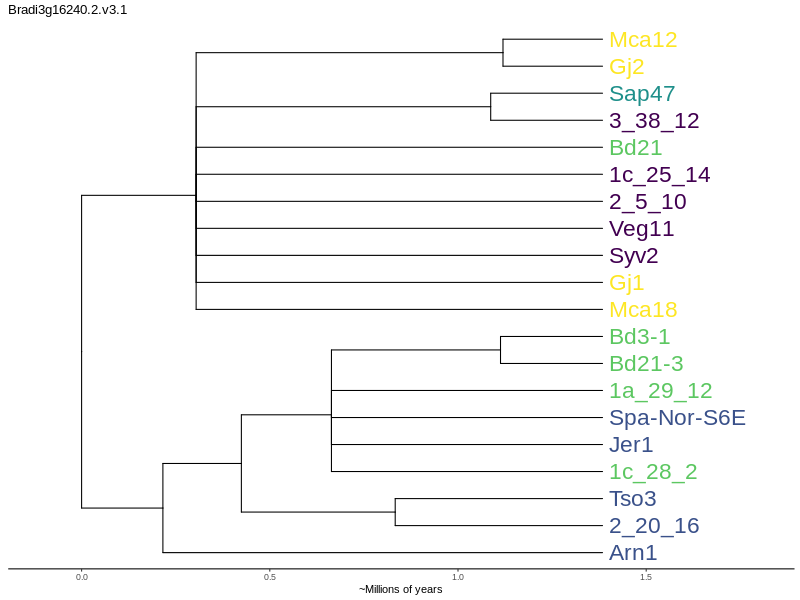 Bradi3g16240.2.v3.1
Mca12
Gj2
Sap47
3_38_12
Bd21
1c_25_14
2_5_10
Veg11
Syv2
Gj1
Mca18
Bd3-1
Bd21-3
1a_29_12
Spa-Nor-S6E
Jer1
1c_28_2
Tso3
2_20_16
Arn1
0.0 0.5 1.0 1.5
~Millions of years